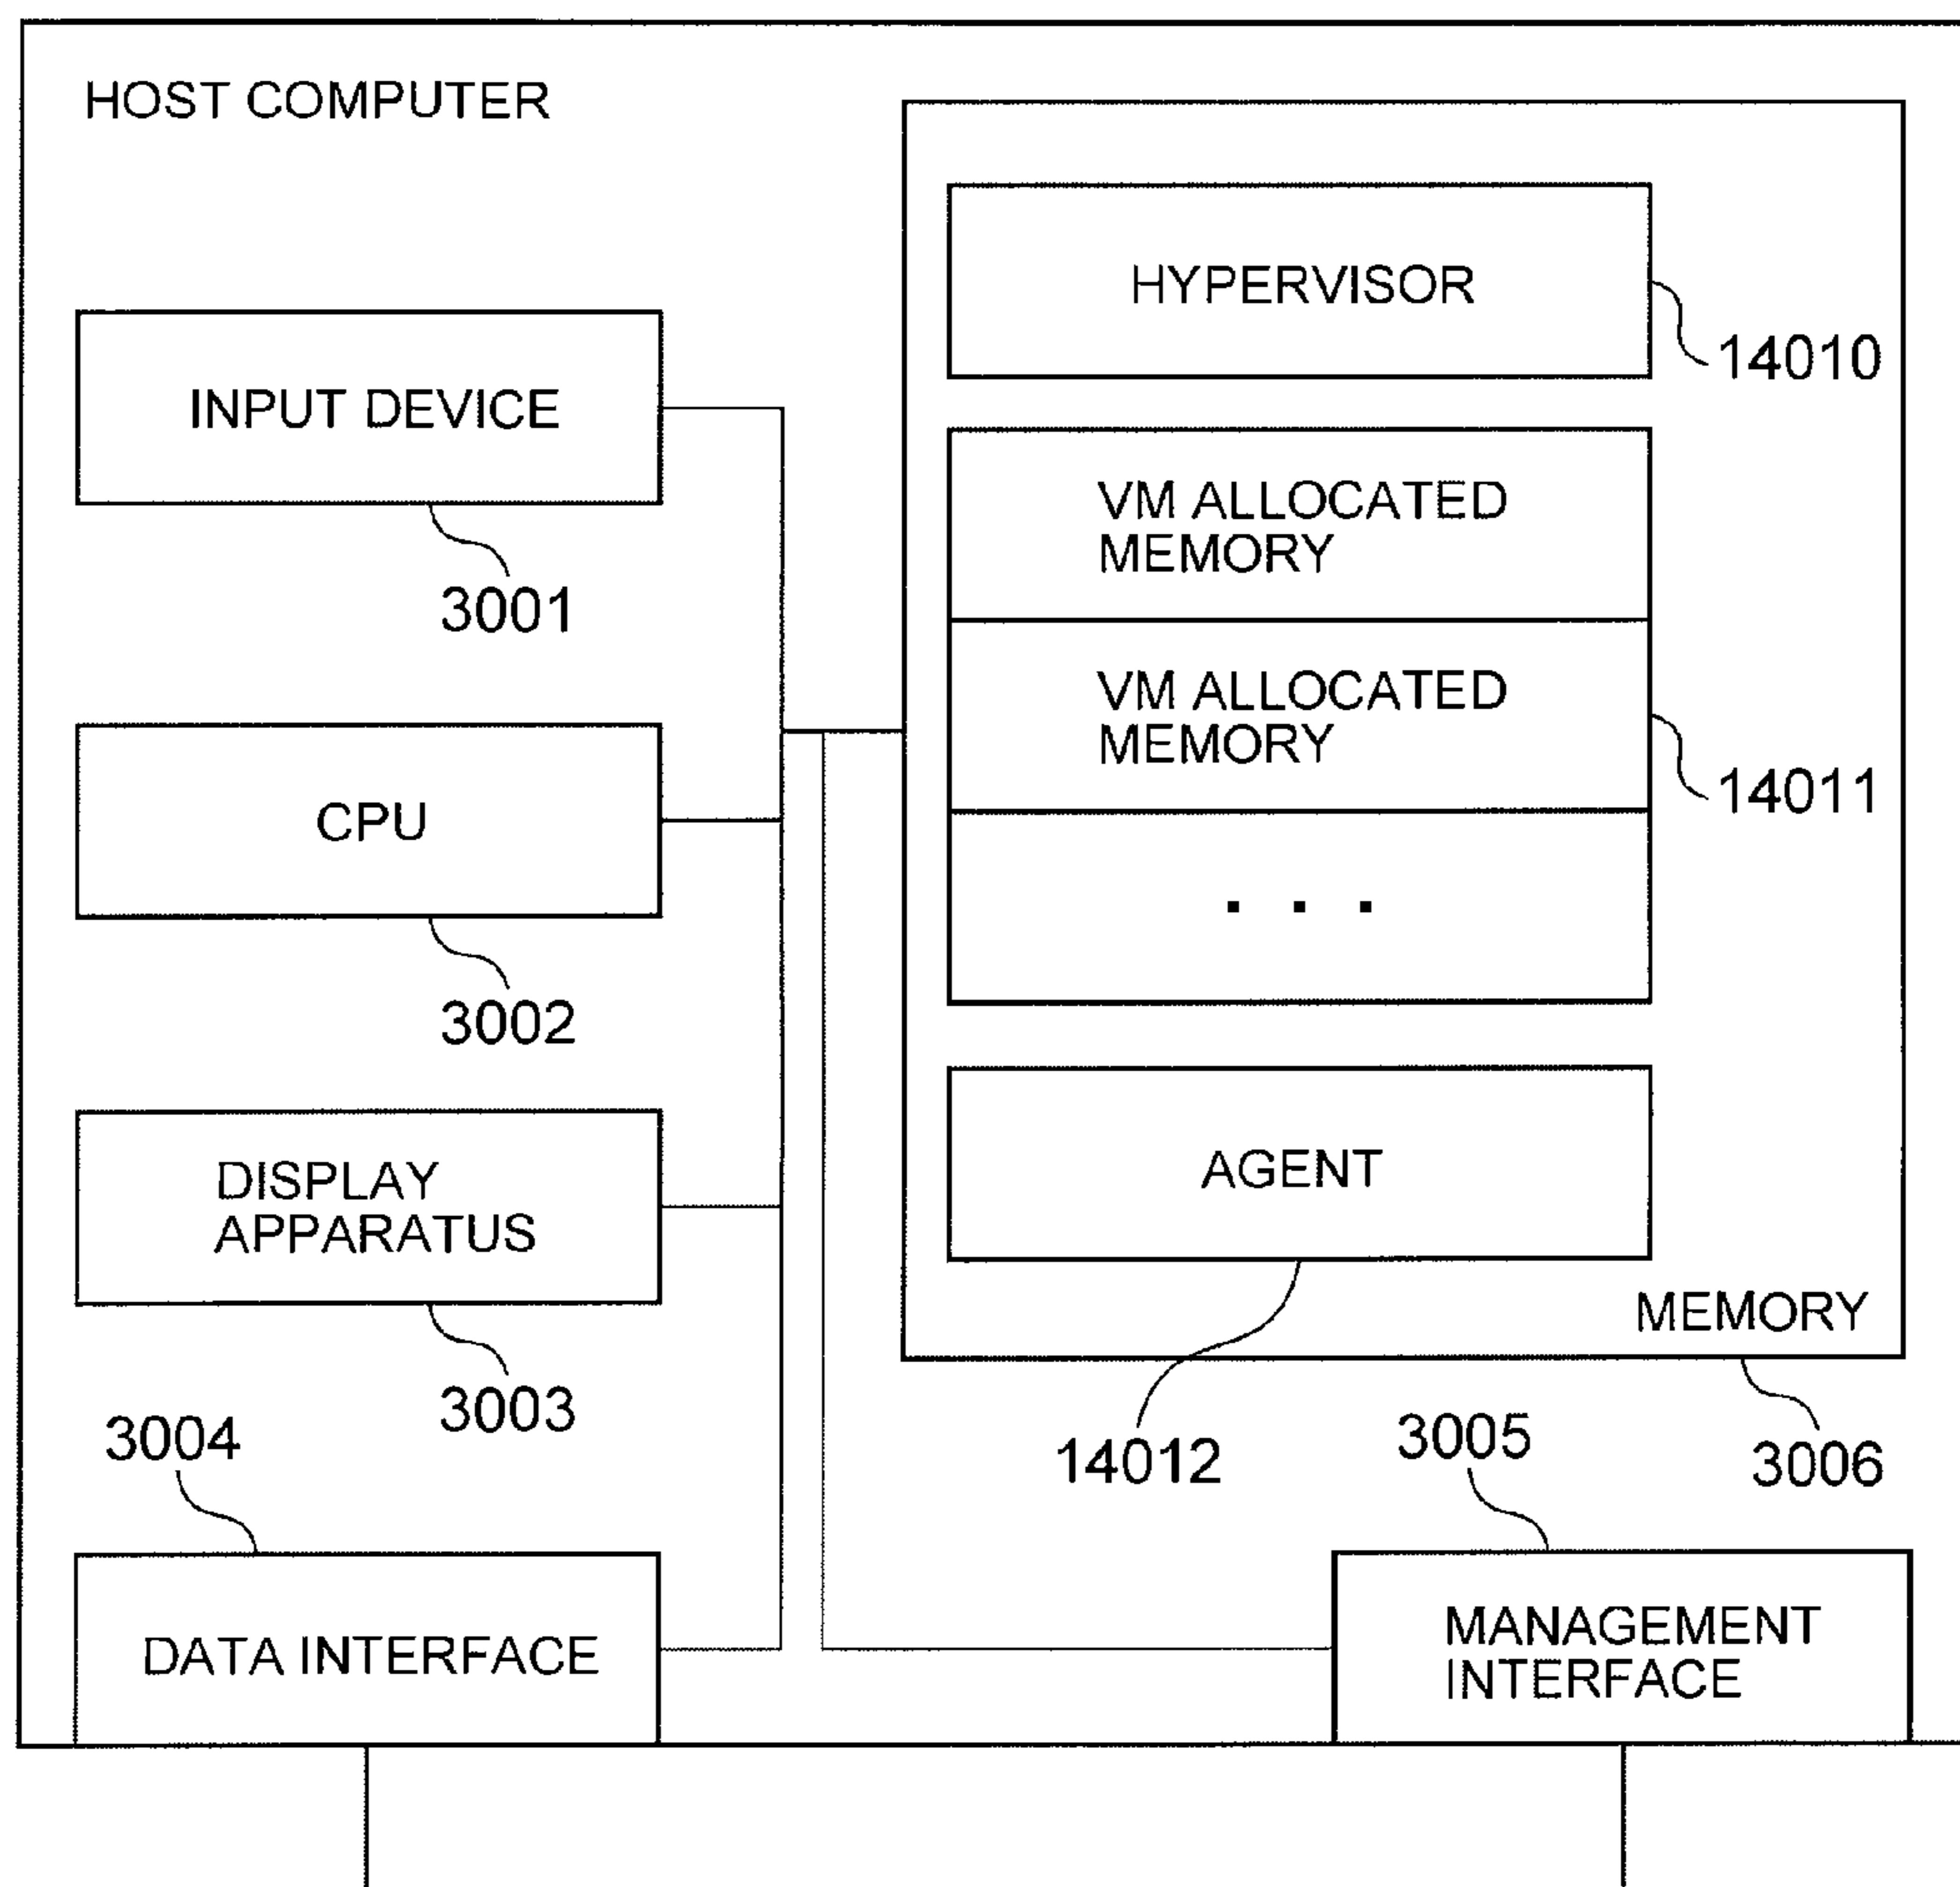 HOST COMPUTER
INPUT DEVICE
3001
CPU
3002
DISPLAY
APPARATUS
3003
3004
DATA INTERFACE
HYPERVISOR
14010
VM ALLOCATED
MEMORY
VM ALLOCATED
MEMORY
14011
. . .
AGENT
14012
MEMORY
3006
3005
MANAGEMENT
INTERFACE